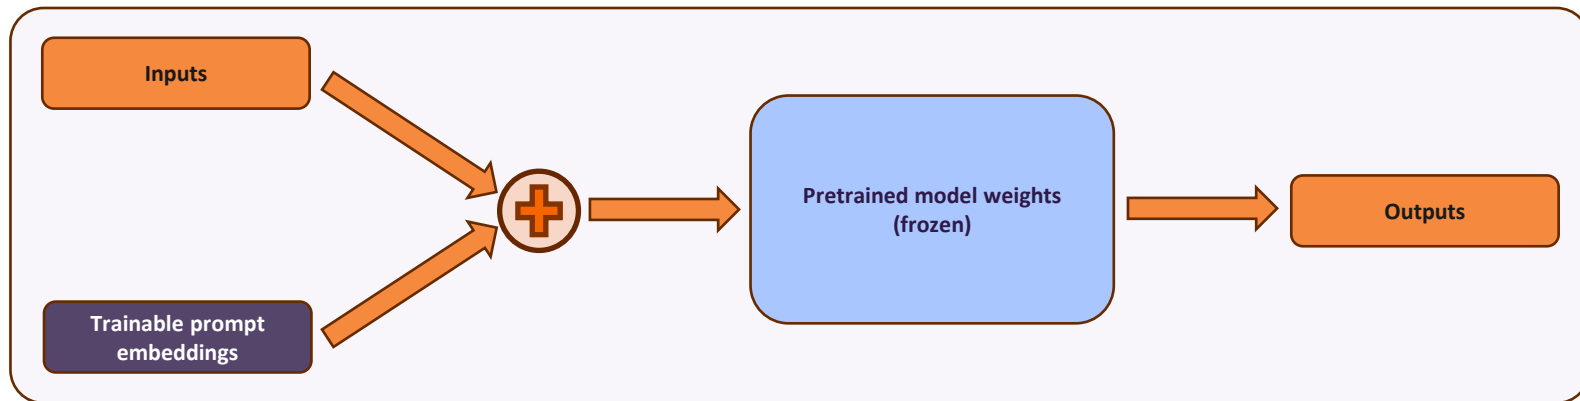 Inputs
Trainable prompt
embeddings
Pretrained model weights
(frozen)
Outputs